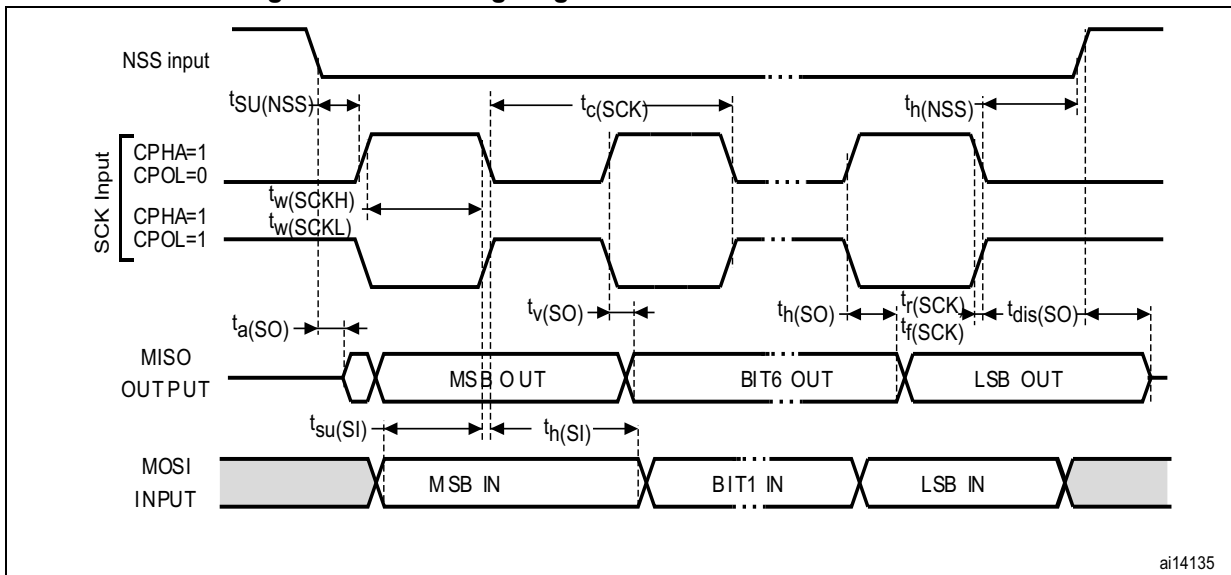 NSS input
tSU(NSS)
tc(SCK)
th(NSS)
SCK Input
CPHA=1
CPOL=0
tw(SCKH)
CPHA=1
tw(SCKL)
CPOL=1
tv(SO)
th(SO)
tr(SCK)
tf(SCK)
tdis(SO)
ta(SO)
MISO
OUTPUT
MSB OUT
BIT6 OUT
LSB OUT
tsu(SI)
th(SI)
MOSI
INPUT
MSB IN
BIT1 IN
LSB IN
ai14135